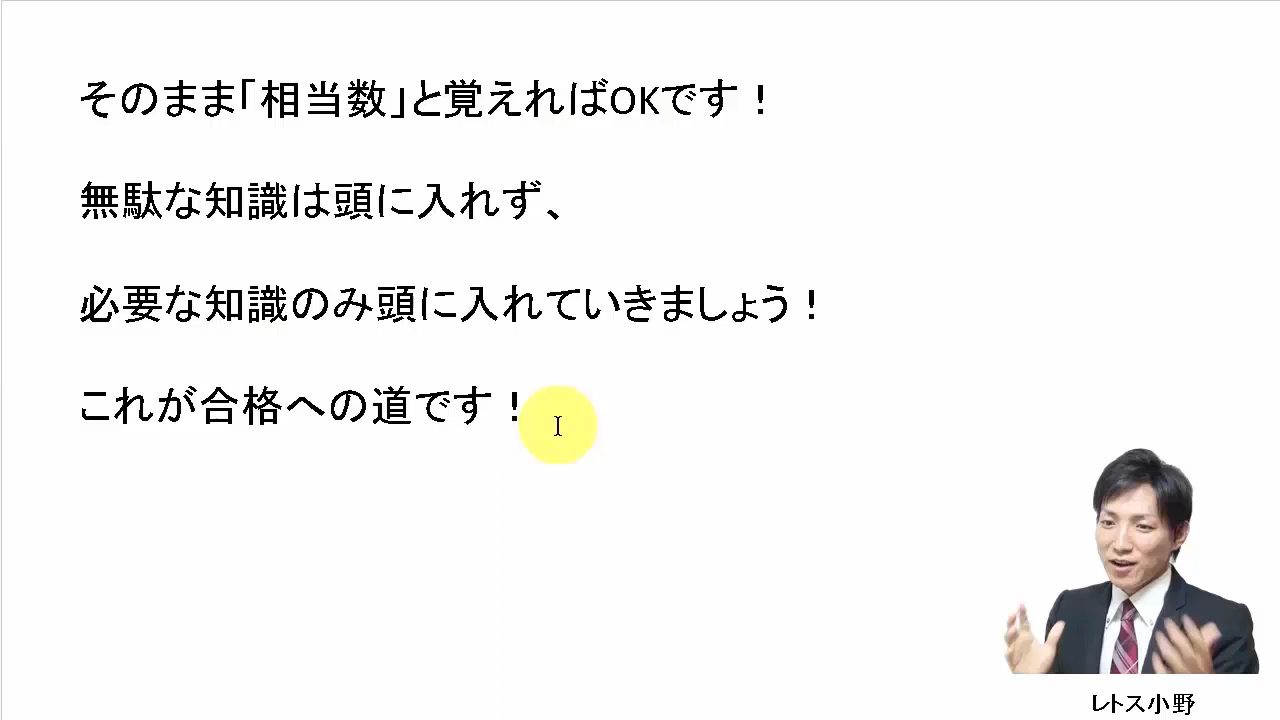 そのまま「相当数」と覚えればOKです！
無駄な知識は頭に入れず、
必要な知識のみ頭に入れていきましょう！
これが合格への道です！
レトス小野